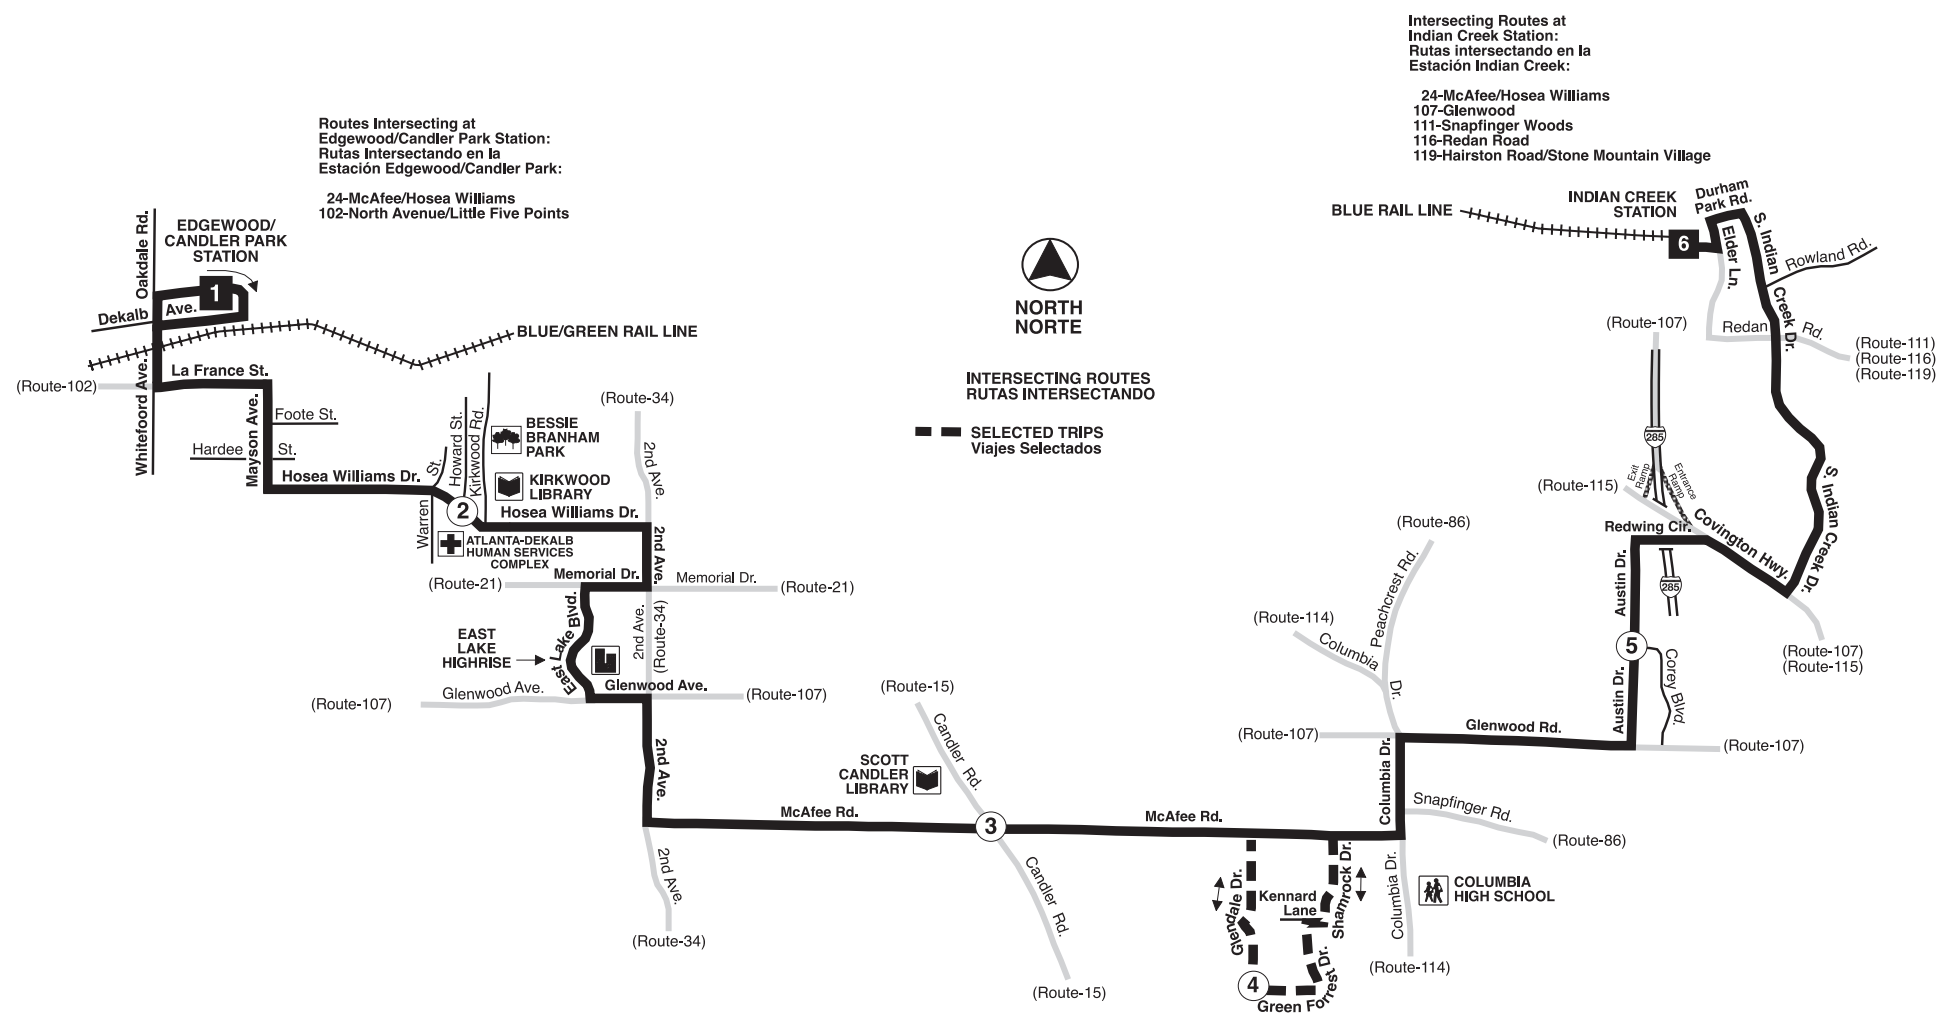 Intersecting Routes at
Indian Creek Station:
Rutas intersectando en la
Estación Indian Creek:
24-McAfee/Hosea Williams
107-Glenwood
111-Snapfinger Woods
116-Redan Road
119-Hairston Road/Stone Mountain Village
Routes Intersecting at
Edgewood/Candler Park Station:
Rutas Intersectando en la
Estación Edgewood/Candler Park:
24-McAfee/Hosea Williams
102-North Avenue/Little Five Points
EDGEWOOD/
CANDLER PARK
STATION
Oakdale Rd.
1
Dekalb
Ave.
BLUE/GREEN RAIL LINE
(Route-102)
La France St.
Whiteford Ave.
Mayson Ave.
Foote St.
Hardee
St.
Hosea Williams Dr.
Warren
St.
Howard St.
Kirkwood Rd.
2
BESSIE
BRANHAM
PARK
KIRKWOOD
LIBRARY
Hosea Williams Dr.
ATLANTA-DEKALB
HUMAN SERVICES
COMPLEX
(Route-34)
2nd Ave.
2nd Ave.
(Route-21)
Memorial Dr.
Memorial Dr.
(Route-21)
2nd Ave.
(Route-34)
East Lake Blvd.
EAST
LAKE
HIGHRISE
Glenwood Ave.
Glenwood Ave.
(Route-107)
(Route-107)
2nd Ave.
2nd Ave.
(Route-34)
NORTH
NORTE
INTERSECTING ROUTES
RUTAS INTERSECTANDO
SELECTED TRIPS
Viajes Selectados
McAfee Rd.
SCOTT
CANDLER
LIBRARY
(Route-15)
Candler Rd.
3
Candler Rd.
(Route-15)
McAfee Rd.
Glendale Dr.
Kennard
Lane
Shamrock Dr.
4
Green Forrest Dr.
Columbia Dr.
(Route-114)
COLUMBIA
HIGH SCHOOL
Columbia Dr.
Snapfinger Rd.
(Route-86)
(Route-107)
(Route-114)
Columbia
Dr.
Peachcrest Rd.
(Route-86)
Glenwood Rd.
(Route-107)
Austin Dr.
5
Austin Dr.
Corey Blvd.
285
Redwing Cir.
(Route-115)
Exit
Ramp
Entrance
Ramp
285
(Route-107)
Covington Hwy.
(Route-107)
(Route-115)
S. Indian Creek Dr.
Redan
Rd.
(Route-111)
(Route-116)
(Route-119)
Rowland Rd.
S. Indian
Creek Dr.
Elder Ln.
Durham
Park Rd.
6
INDIAN CREEK
STATION
BLUE RAIL LINE